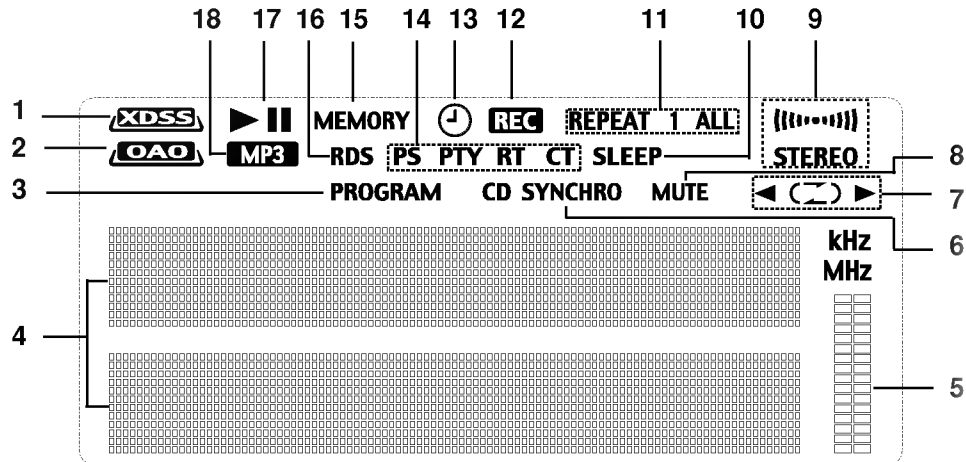 18 17 16 15 14 13 12 11 10 9
1 XDSS MEMORY REC REPEAT 1 ALL
2 OAO MP3 RDS PS PTY RT CT SLEEP STEREO 8
3 PROGRAM CD SYNCHRO MUTE 7
6
kHz
MHz
4
5